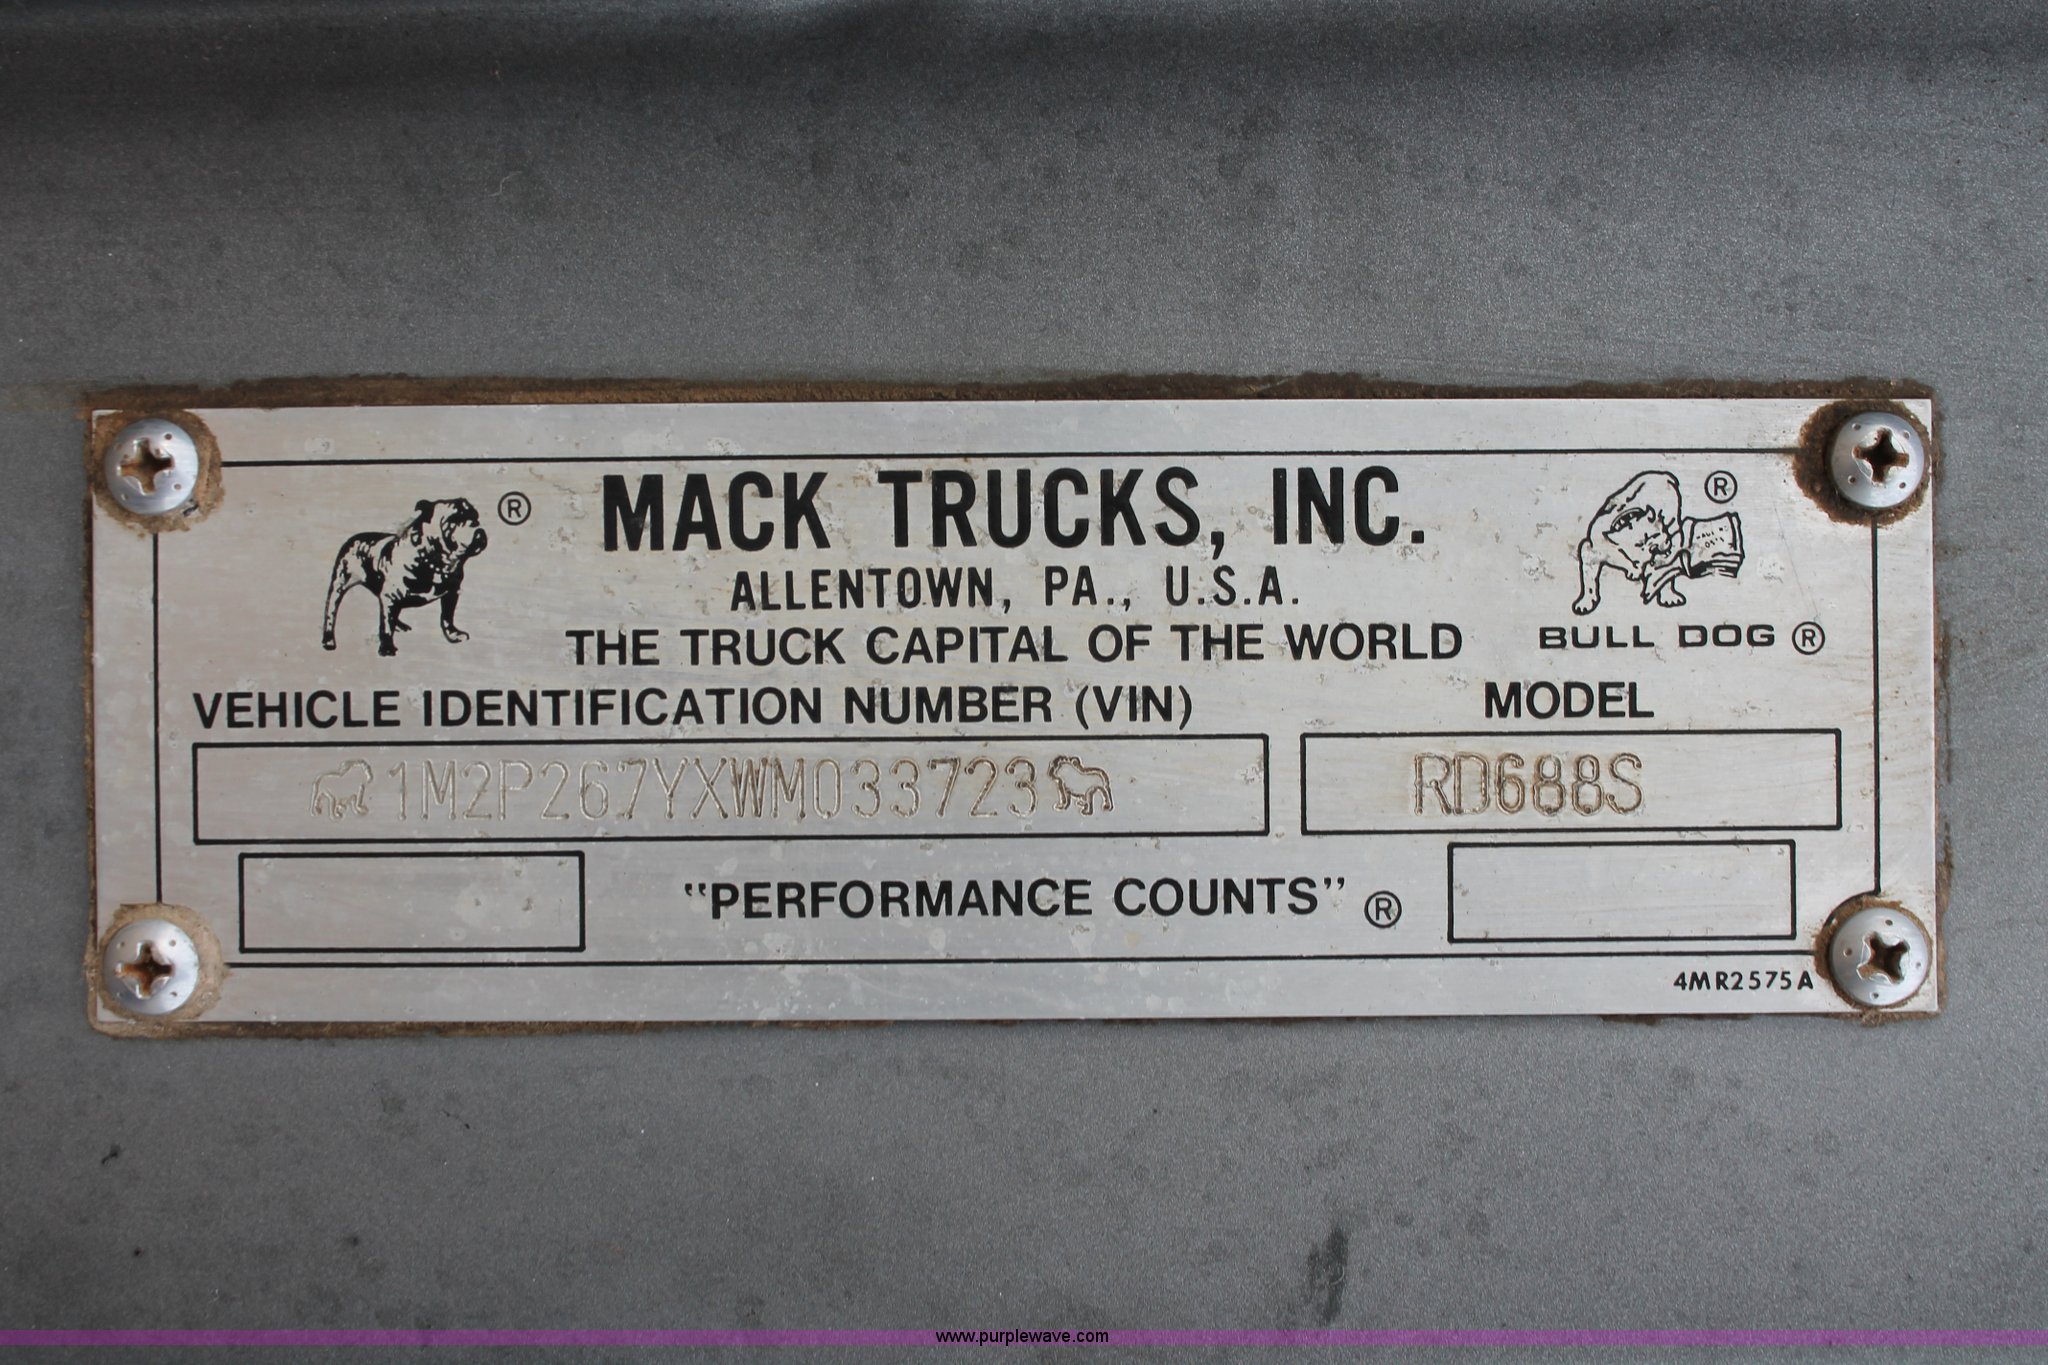 MACK TRUCKS, INC.
ALLENTOWN, PA., U.S.A.
THE TRUCK CAPITAL OF THE WORLD
®
®
BULL DOG ®
VEHICLE IDENTIFICATION NUMBER (VIN)
MODEL
1M2P267YXWM033723
RD688S
"PERFORMANCE COUNTS" ®
4MR2575A
www.purplewave.com